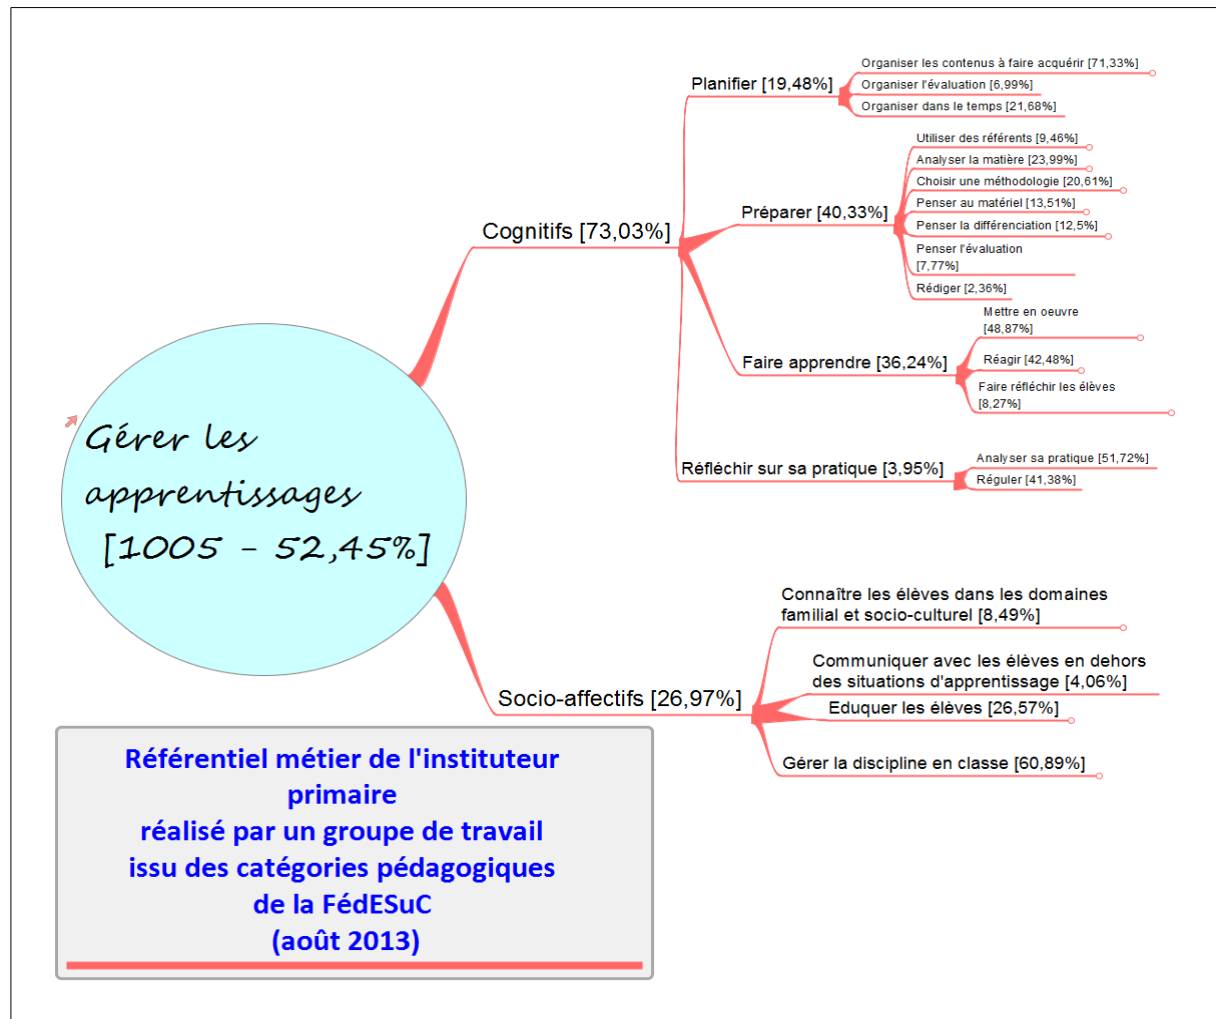 Organiser les contenus à faire acquérir [71,33%]
Planifier [19,48%]
Organiser l'évaluation [6,99%]
Organiser dans le temps [21,68%]
Utiliser des référents [9,46%]
Analyser la matière [23,99%]
Choisir une méthodologie [20,61%]
Préparer [40,33%]
Penser au matériel [13,51%]
Penser la différenciation [12,5%]
Cognitifs [73,03%]
Penser l'évaluation
[7,77%]
Rédiger [2,36%]
Mettre en oeuvre
[48,87%]
Faire apprendre [36,24%]
Réagir [42,48%]
Faire réfléchir les élèves
[8,27%]
Gérer les
apprentissages
[1005 - 52,45%]
Réfléchir sur sa pratique [3,95%]
Analyser sa pratique [51,72%]
Réguler [41,38%]
Connaître les élèves dans les domaines
familial et socio-culturel [8,49%]
Communiquer avec les élèves en dehors
des situations d'apprentissage [4,06%]
Socio-affectifs [26,97%]
Eduquer les élèves [26,57%]
Gérer la discipline en classe [60,89%]
Référentiel métier de l'instituteur
primaire
réalisé par un groupe de travail
issu des catégories pédagogiques
de la FédESuC
(août 2013)